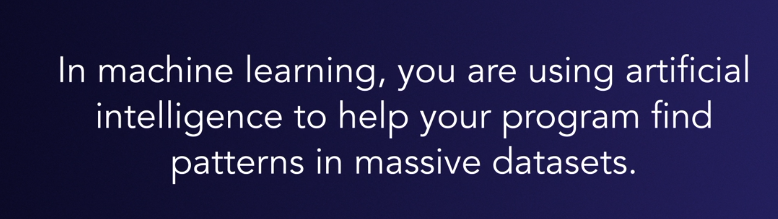 In machine learning, you are using artificial
intelligence to help your program find
patterns in massive datasets.